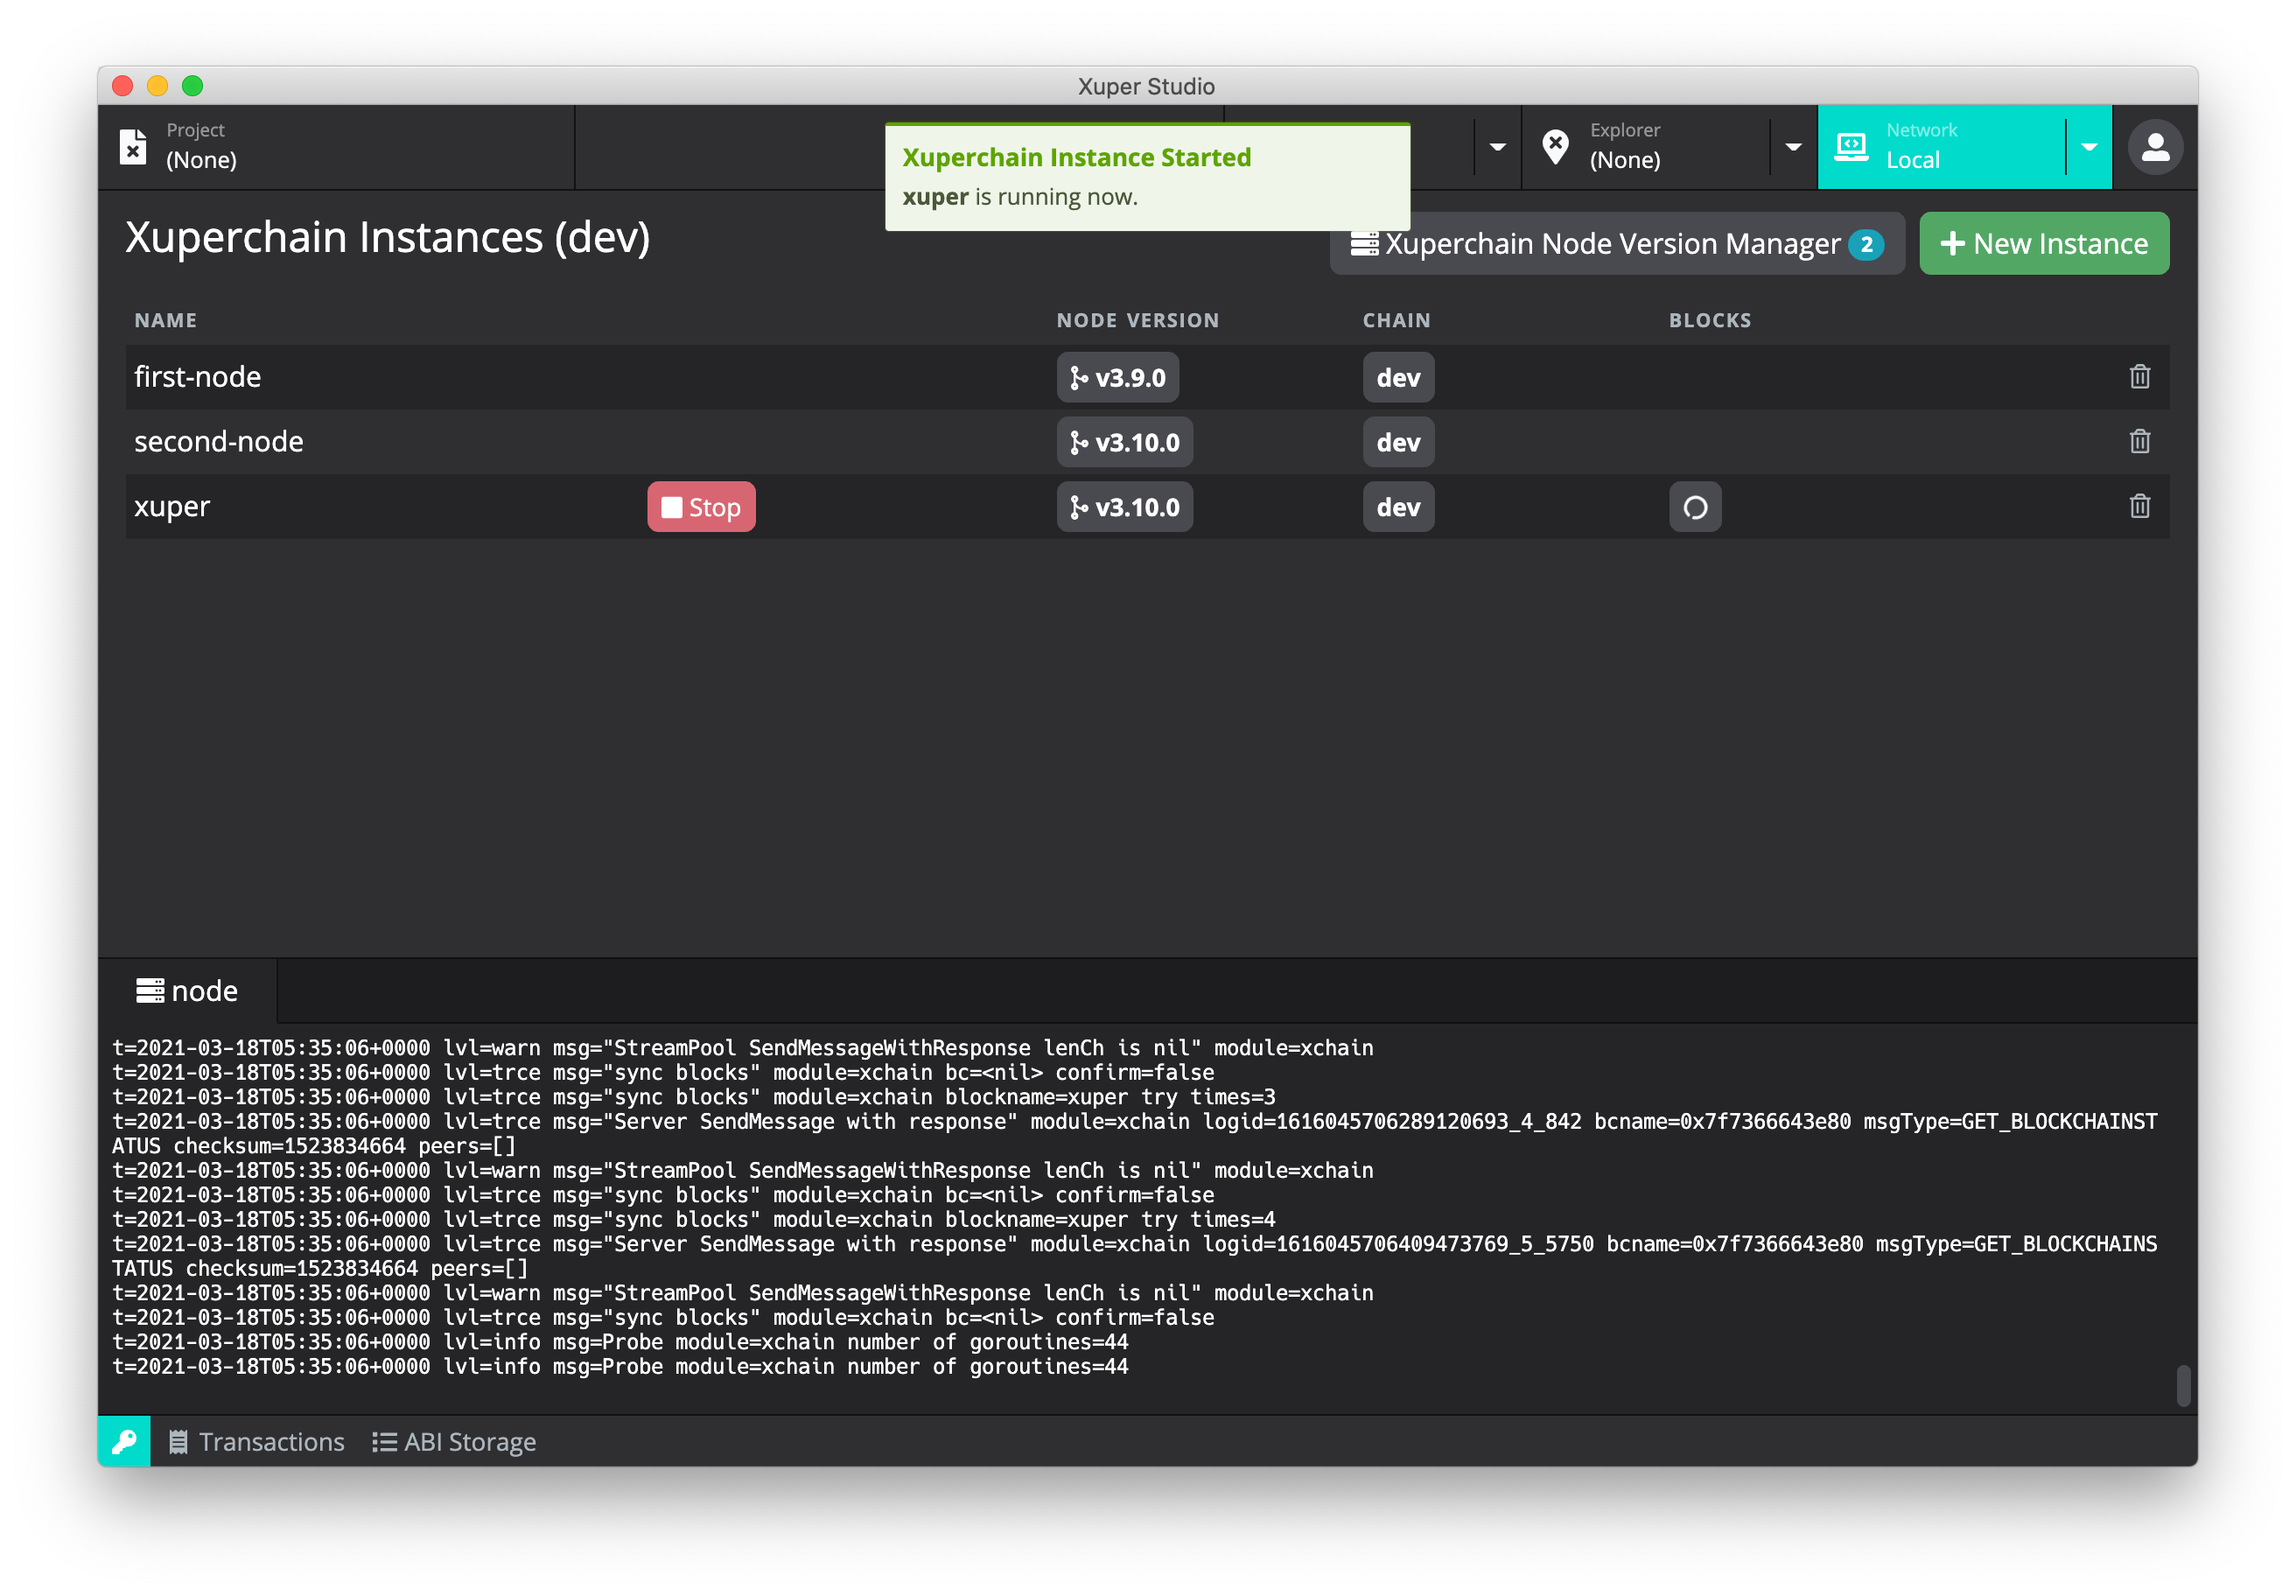 Xuper Studio
Project
(None)
Explorer
(None)
Network
Local
Xuperchain Instance Started
xuper is running now.
Xuperchain Instances (dev)
Xuperchain Node Version Manager 2
New Instance
NAME NODE VERSION CHAIN BLOCKS
first-node v3.9.0 dev
second-node v3.10.0 dev
xuper Stop v3.10.0 dev
node
t=2021-03-18T05:35:06+0000 lvl=warn msg="StreamPool SendMessageWithResponse lenCh is nil" module=xchain
t=2021-03-18T05:35:06+0000 lvl=trce msg="sync blocks" module=xchain bc=<nil> confirm=false
t=2021-03-18T05:35:06+0000 lvl=trce msg="sync blocks" module=xchain blockname=xuper try times=3
t=2021-03-18T05:35:06+0000 lvl=trce msg="Server SendMessage with response" module=xchain logid=1616045706289120693_4_842 bcname=0x7f7366643e80 msgType=GET_BLOCKCHAINST
ATUS checksum=1523834664 peers=[]
t=2021-03-18T05:35:06+0000 lvl=warn msg="StreamPool SendMessageWithResponse lenCh is nil" module=xchain
t=2021-03-18T05:35:06+0000 lvl=trce msg="sync blocks" module=xchain bc=<nil> confirm=false
t=2021-03-18T05:35:06+0000 lvl=trce msg="sync blocks" module=xchain blockname=xuper try times=4
t=2021-03-18T05:35:06+0000 lvl=trce msg="Server SendMessage with response" module=xchain logid=1616045706409473769_5_5750 bcname=0x7f7366643e80 msgType=GET_BLOCKCHAINS
TATUS checksum=1523834664 peers=[]
t=2021-03-18T05:35:06+0000 lvl=warn msg="StreamPool SendMessageWithResponse lenCh is nil" module=xchain
t=2021-03-18T05:35:06+0000 lvl=trce msg="sync blocks" module=xchain bc=<nil> confirm=false
t=2021-03-18T05:35:06+0000 lvl=info msg=Probe module=xchain number of goroutines=44
t=2021-03-18T05:35:06+0000 lvl=info msg=Probe module=xchain number of goroutines=44
Transactions ABI Storage